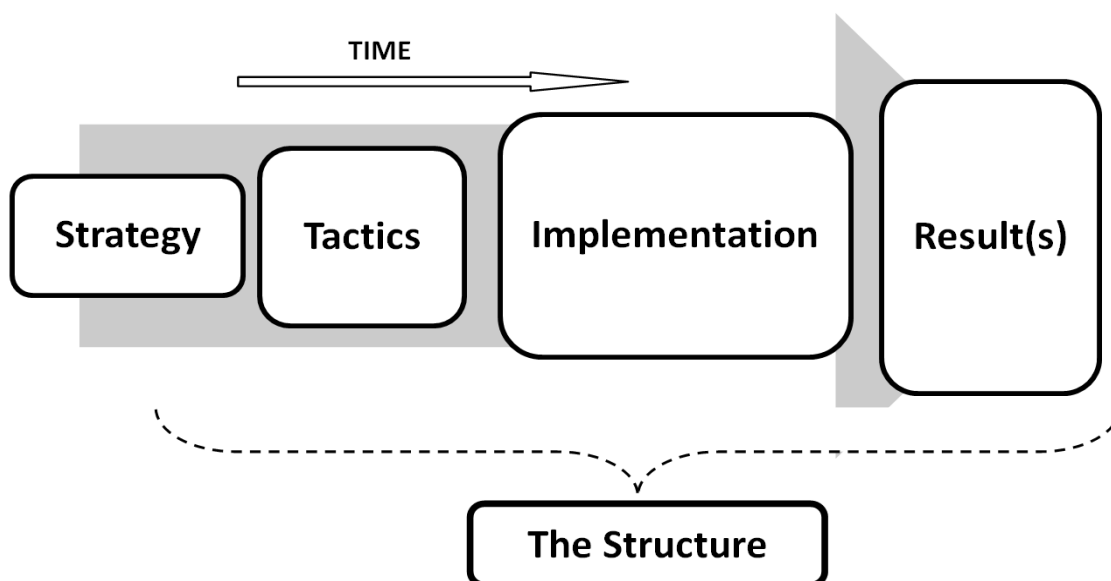 TIME
Strategy
Tactics
Implementation
Result(s)
The Structure